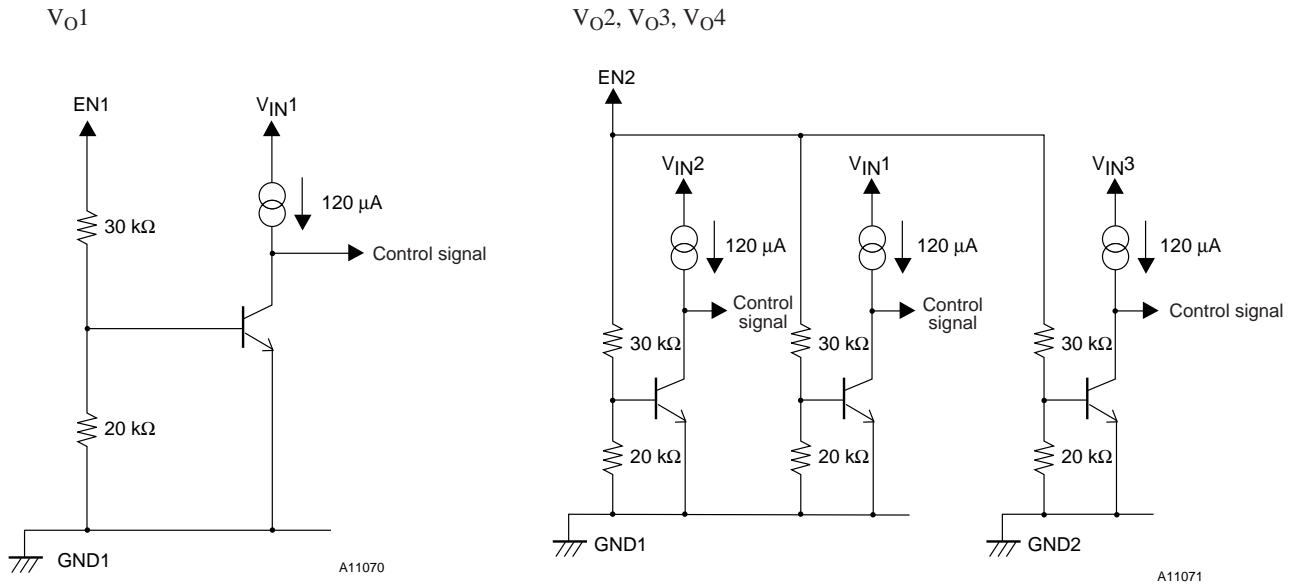 VO1
EN1
VIN1
120 μA
30 kΩ
Control signal
20 kΩ
GND1
A11070
VO2, VO3, VO4
EN2
VIN2
VIN1
VIN3
120 μA
120 μA
120 μA
Control
signal
Control
signal
Control signal
30 kΩ
30 kΩ
30 kΩ
20 kΩ
20 kΩ
20 kΩ
GND1
GND2
A11071